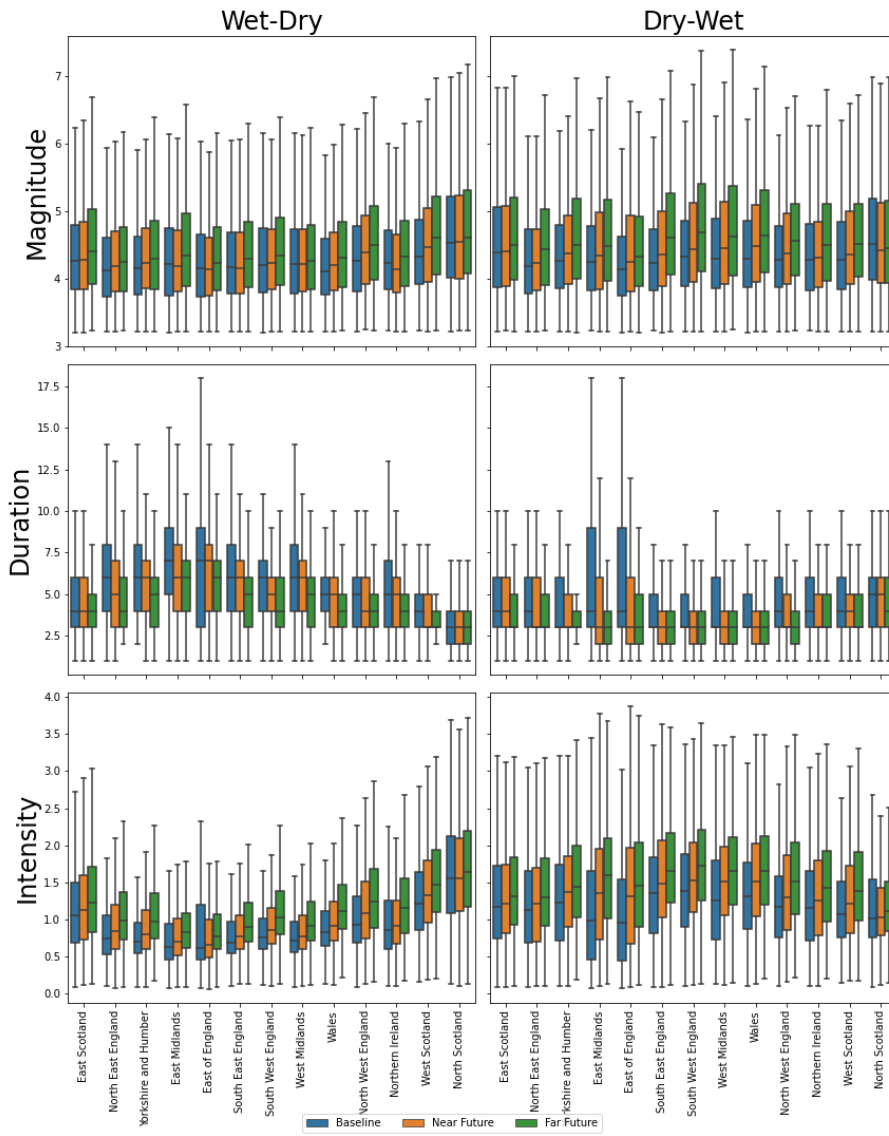 Wet-Dry
Dry-Wet
Magnitude
7
6
5
4
3
Duration
17.5
15.0
12.5
10.0
7.5
5.0
2.5
Intensity
4.0
3.5
3.0
2.5
2.0
1.5
1.0
0.5
0.0
East Scotland
North East England
Yorkshire and Humber
East Midlands
East of England
South East England
South West England
West Midlands
Wales
North West England
Northern Ireland
West Scotland
North Scotland
East Scotland
North East England
rkshire and Humber
East Midlands
East of England
South East England
South West England
West Midlands
Wales
North West England
Northern Ireland
West Scotland
North Scotland
Baseline
Near Future
Far Future